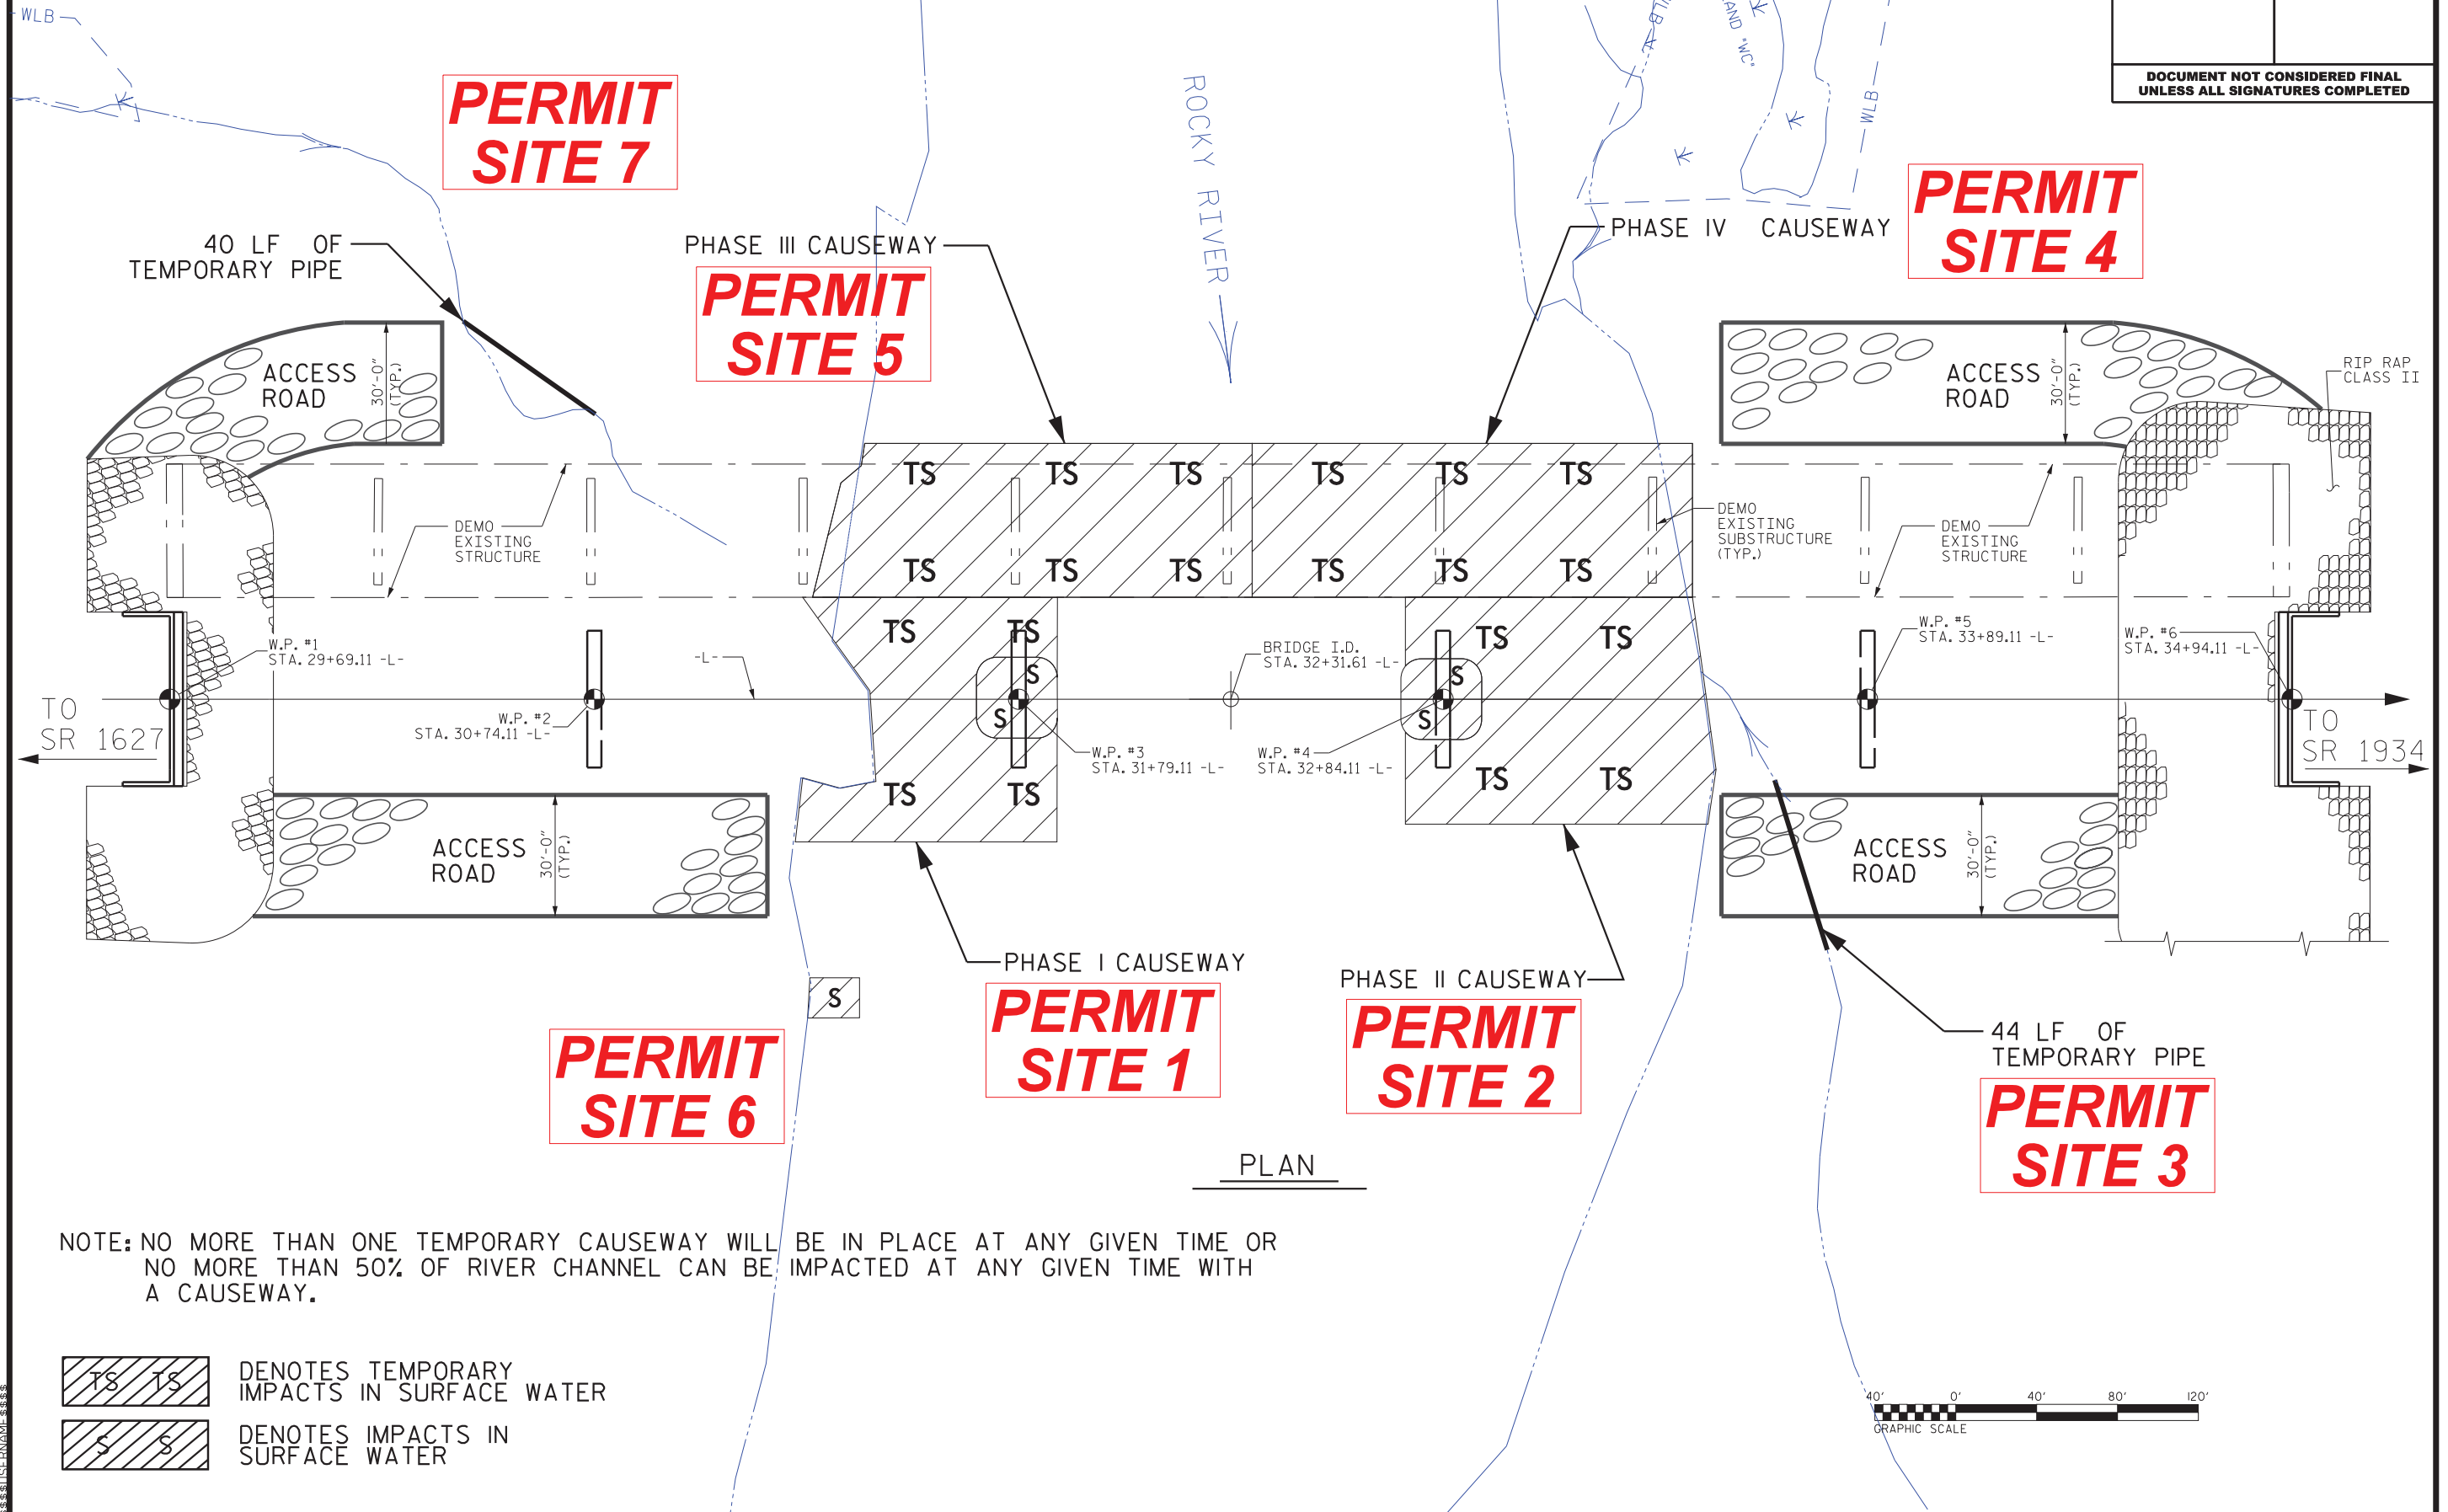 WLB
DOCUMENT NOT CONSIDERED FINAL
UNLESS ALL SIGNATURES COMPLETED
PERMIT
SITE 7
WLB
AND "WC"
WLB
ROCKY RIVER
PERMIT
SITE 4
40 LF OF
TEMPORARY PIPE
PHASE III CAUSEWAY
PERMIT
SITE 5
PHASE IV CAUSEWAY
ACCESS
ROAD
30'-0"
(TYP.)
ACCESS
ROAD
30'-0"
(TYP.)
RIP RAP
CLASS II
TS TS TS TS TS TS
DEMO
EXISTING
STRUCTURE
DEMO
EXISTING
SUBSTRUCTURE
(TYP.)
DEMO
EXISTING
STRUCTURE
TS TS TS TS TS TS
TS TS TS TS
W.P. #1
STA. 29+69.11 -L-
-L-
BRIDGE I.D.
STA. 32+31.61 -L-
W.P. #5
STA. 33+89.11 -L-
W.P. #6
STA. 34+94.11 -L-
S
S
S
S
TO
SR 1627
W.P. #2
STA. 30+74.11 -L-
W.P. #3
STA. 31+79.11 -L-
W.P. #4
STA. 32+84.11 -L-
TO
SR 1934
TS TS TS TS
ACCESS
ROAD
30'-0"
(TYP.)
ACCESS
ROAD
30'-0"
(TYP.)
PHASE I CAUSEWAY
PERMIT
SITE 1
PHASE II CAUSEWAY
PERMIT
SITE 2
S
PERMIT
SITE 6
44 LF OF
TEMPORARY PIPE
PERMIT
SITE 3
PLAN
NOTE: NO MORE THAN ONE TEMPORARY CAUSEWAY WILL BE IN PLACE AT ANY GIVEN TIME OR
NO MORE THAN 50% OF RIVER CHANNEL CAN BE IMPACTED AT ANY GIVEN TIME WITH
A CAUSEWAY.
TS TS
DENOTES TEMPORARY
IMPACTS IN SURFACE WATER
S S
DENOTES IMPACTS IN
SURFACE WATER
40' 0' 40' 80' 120'
GRAPHIC SCALE